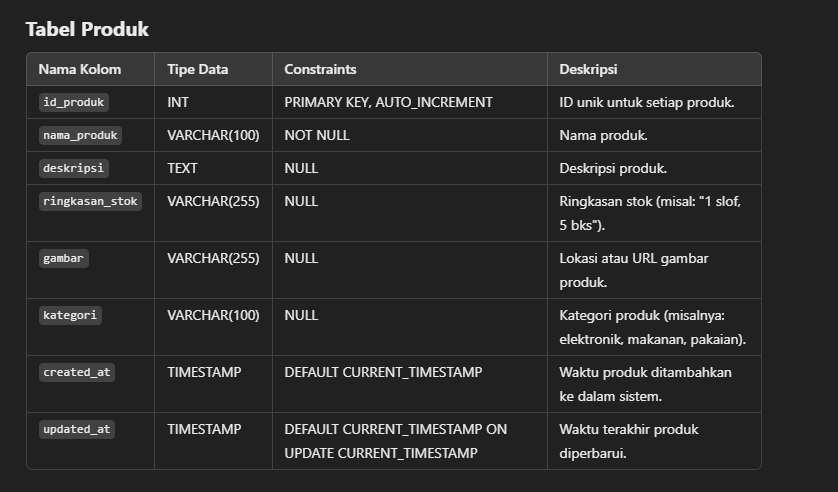 Tabel Produk
Nama Kolom Tipe Data Constraints Deskripsi
id_produk INT PRIMARY KEY, AUTO_INCREMENT ID unik untuk setiap produk.
nama_produk VARCHAR(100) NOT NULL Nama produk.
deskripsi TEXT NULL Deskripsi produk.
ringkasan_stok VARCHAR(255) NULL Ringkasan stok (misal: "1 slof,
5 bks").
gambar VARCHAR(255) NULL Lokasi atau URL gambar
produk.
kategori VARCHAR(100) NULL Kategori produk (misalnya:
elektronik, makanan, pakaian).
created_at TIMESTAMP DEFAULT CURRENT_TIMESTAMP Waktu produk ditambahkan
ke dalam sistem.
updated_at TIMESTAMP DEFAULT CURRENT_TIMESTAMP ON Waktu terakhir produk
UPDATE CURRENT_TIMESTAMP diperbarui.